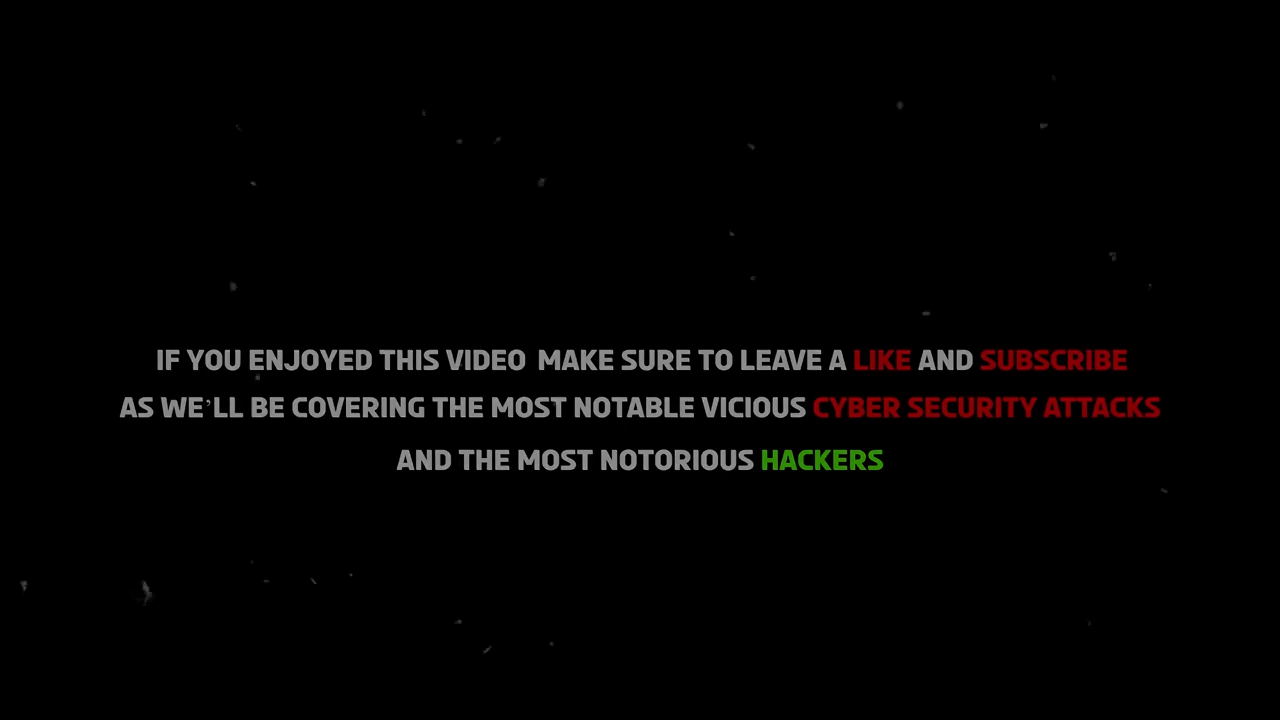 IF YOU ENJOYED THIS VIDEO  MAKE SURE TO LEAVE A LIKE AND SUBSCRIBE
AS WE’LL BE COVERING THE MOST NOTABLE VICIOUS CYBER SECURITY ATTACKS
AND THE MOST NOTORIOUS HACKERS